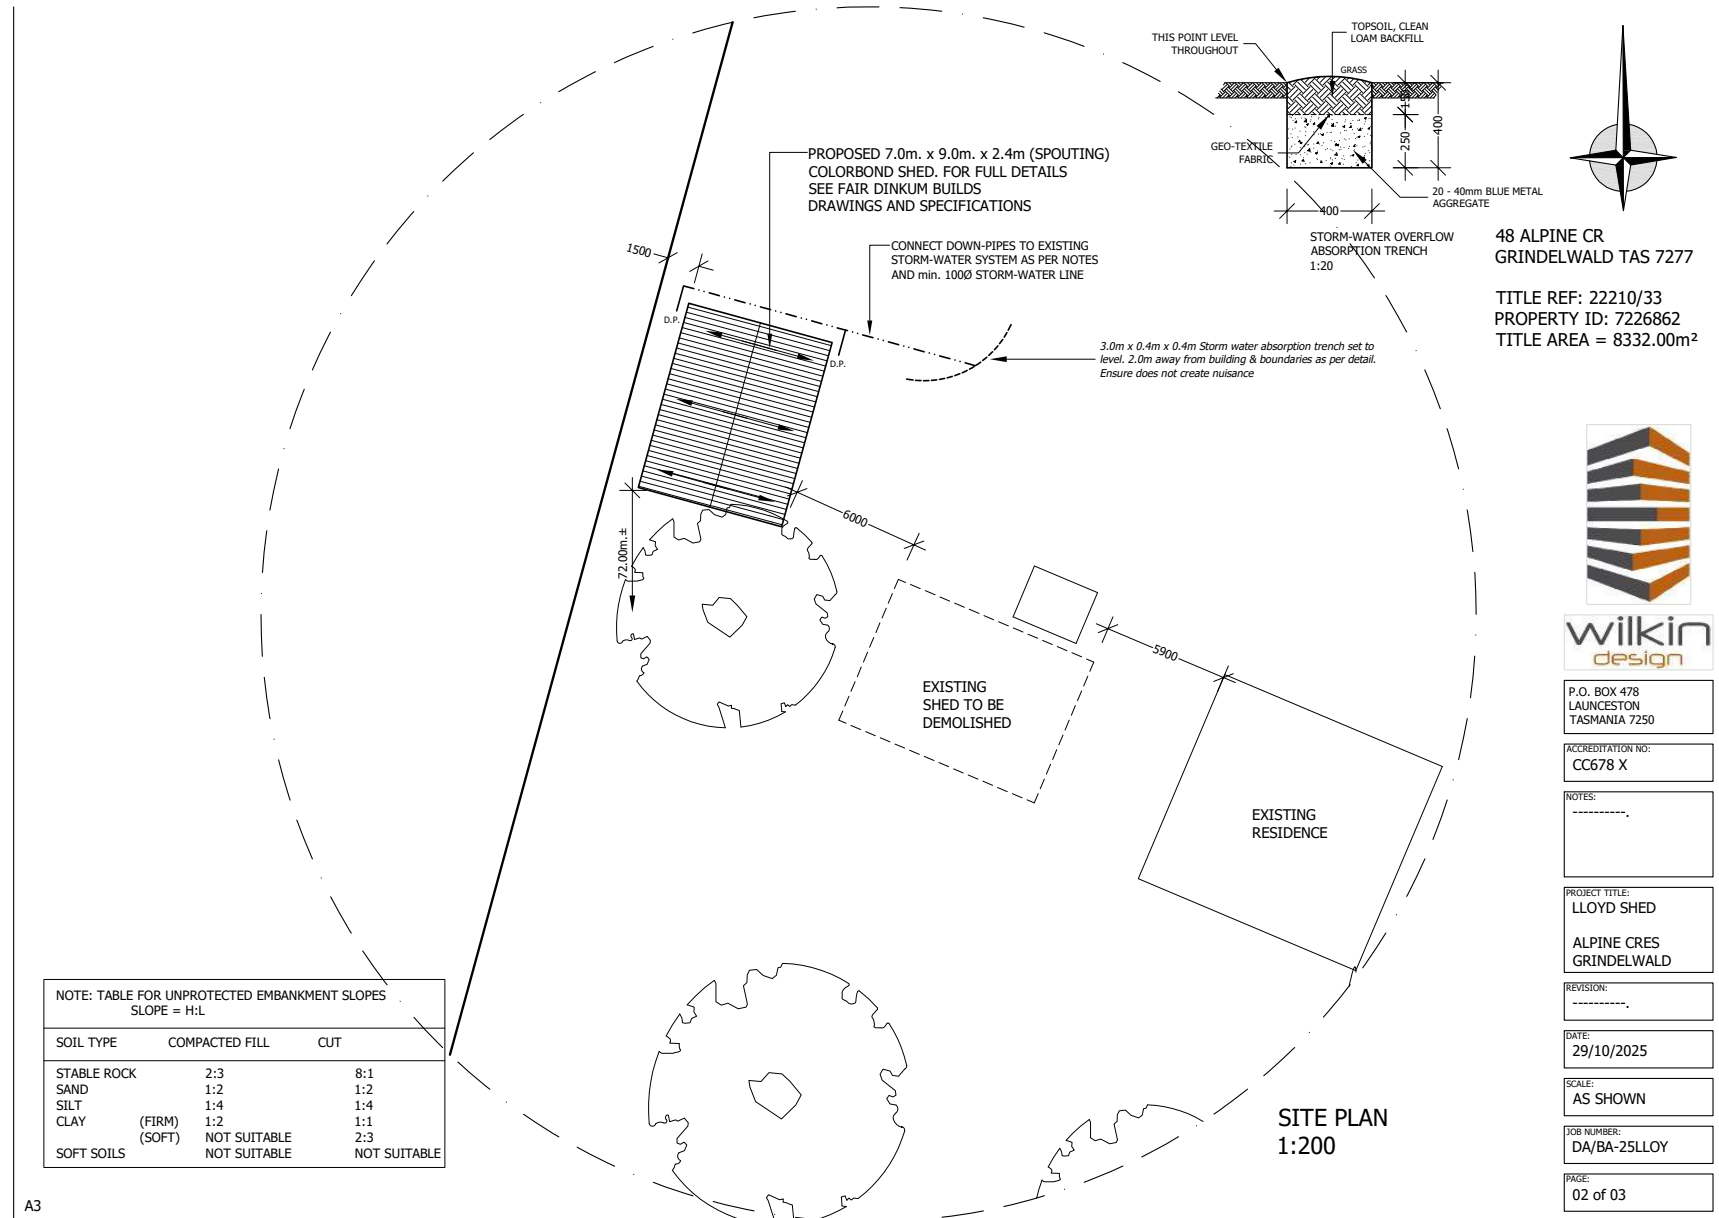 THIS POINT LEVEL
THROUGHOUT
TOPSOIL, CLEAN
LOAM BACKFILL
GRASS
150
400
250
GEO-TEXTILE
FABRIC
20 - 40mm BLUE METAL
AGGREGATE
400
STORM-WATER OVERFLOW
ABSORPTION TRENCH
1:20
PROPOSED 7.0m. x 9.0m. x 2.4m (SPOUTING)
COLORBOND SHED. FOR FULL DETAILS
SEE FAIR DINKUM BUILDS
DRAWINGS AND SPECIFICATIONS
1500
CONNECT DOWN-PIPES TO EXISTING
STORM-WATER SYSTEM AS PER NOTES
AND min. 100Ø STORM-WATER LINE
D.P.
D.P.
3.0m x 0.4m x 0.4m Storm water absorption trench set to
level. 2.0m away from building & boundaries as per detail.
Ensure does not create nuisance
6000
72.00m.±
5900
EXISTING
SHED TO BE
DEMOLISHED
EXISTING
RESIDENCE
NOTE: TABLE FOR UNPROTECTED EMBANKMENT SLOPES
SLOPE = H:L
SOIL TYPE COMPACTED FILL CUT
STABLE ROCK 2:3 8:1
SAND 1:2 1:2
SILT 1:4 1:4
CLAY (FIRM) 1:2 1:1
(SOFT) NOT SUITABLE 2:3
SOFT SOILS NOT SUITABLE NOT SUITABLE
A3
SITE PLAN
1:200
48 ALPINE CR
GRINDELWALD TAS 7277
TITLE REF: 22210/33
PROPERTY ID: 7226862
TITLE AREA = 8332.00m²
wilkin
design
P.O. BOX 478
LAUNCESTON
TASMANIA 7250
ACCREDITATION NO:
CC678 X
NOTES:
----------.
PROJECT TITLE:
LLOYD SHED
ALPINE CRES
GRINDELWALD
REVISION:
----------.
DATE:
29/10/2025
SCALE:
AS SHOWN
JOB NUMBER:
DA/BA-25LLOY
PAGE:
02 of 03